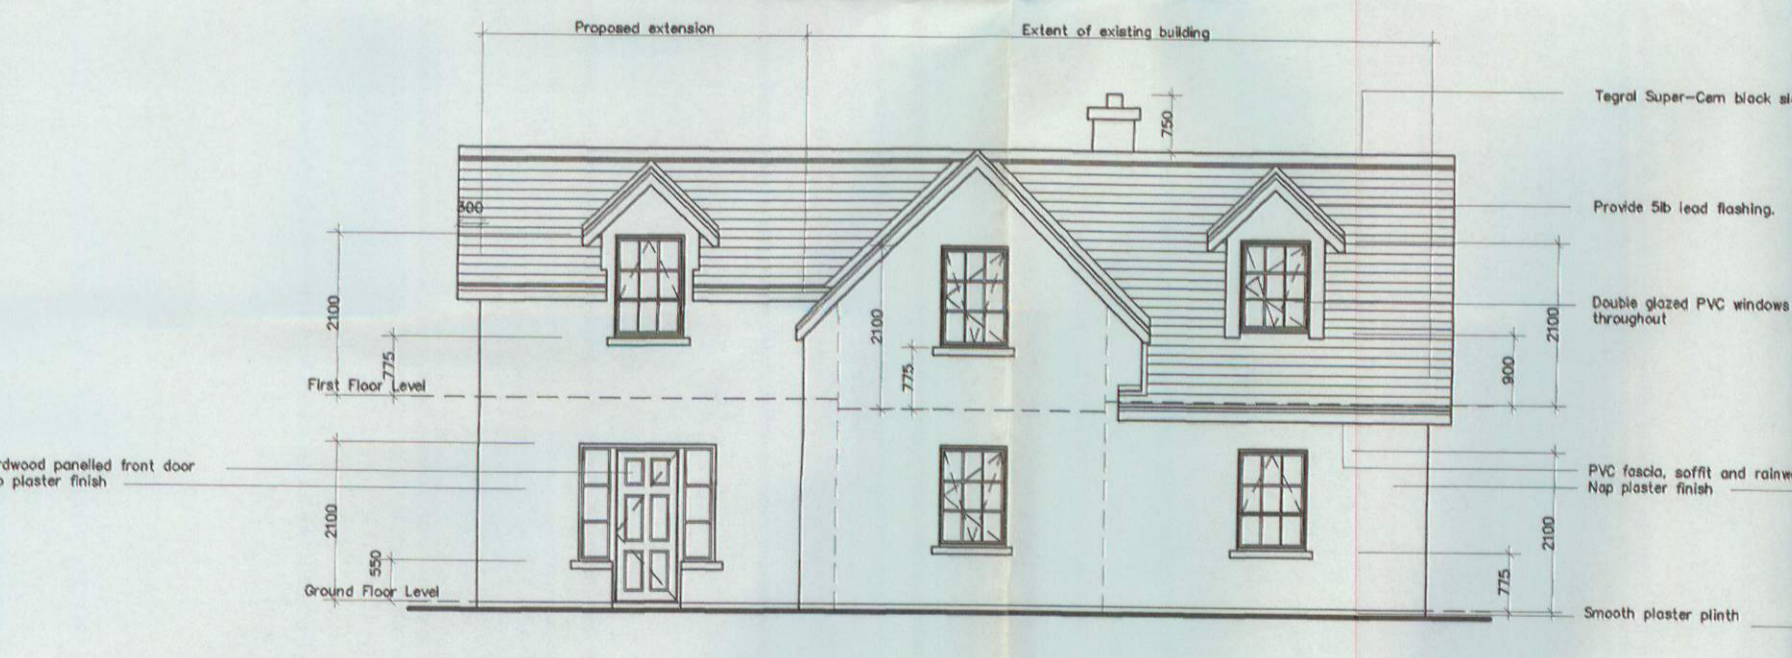 Proposed extension
Extent of existing building
750
Tegral Super-Cem black
300
Provide 5lb lead flashing.
2100
775
2100
775
Double glazed PVC windows
throughout
2100
900
First Floor Level
rdwood panelled front door
plaster finish
PVC fascia, soffit and
Nap plaster finish
2100
550
2100
775
Ground Floor Level
Smooth plaster plinth